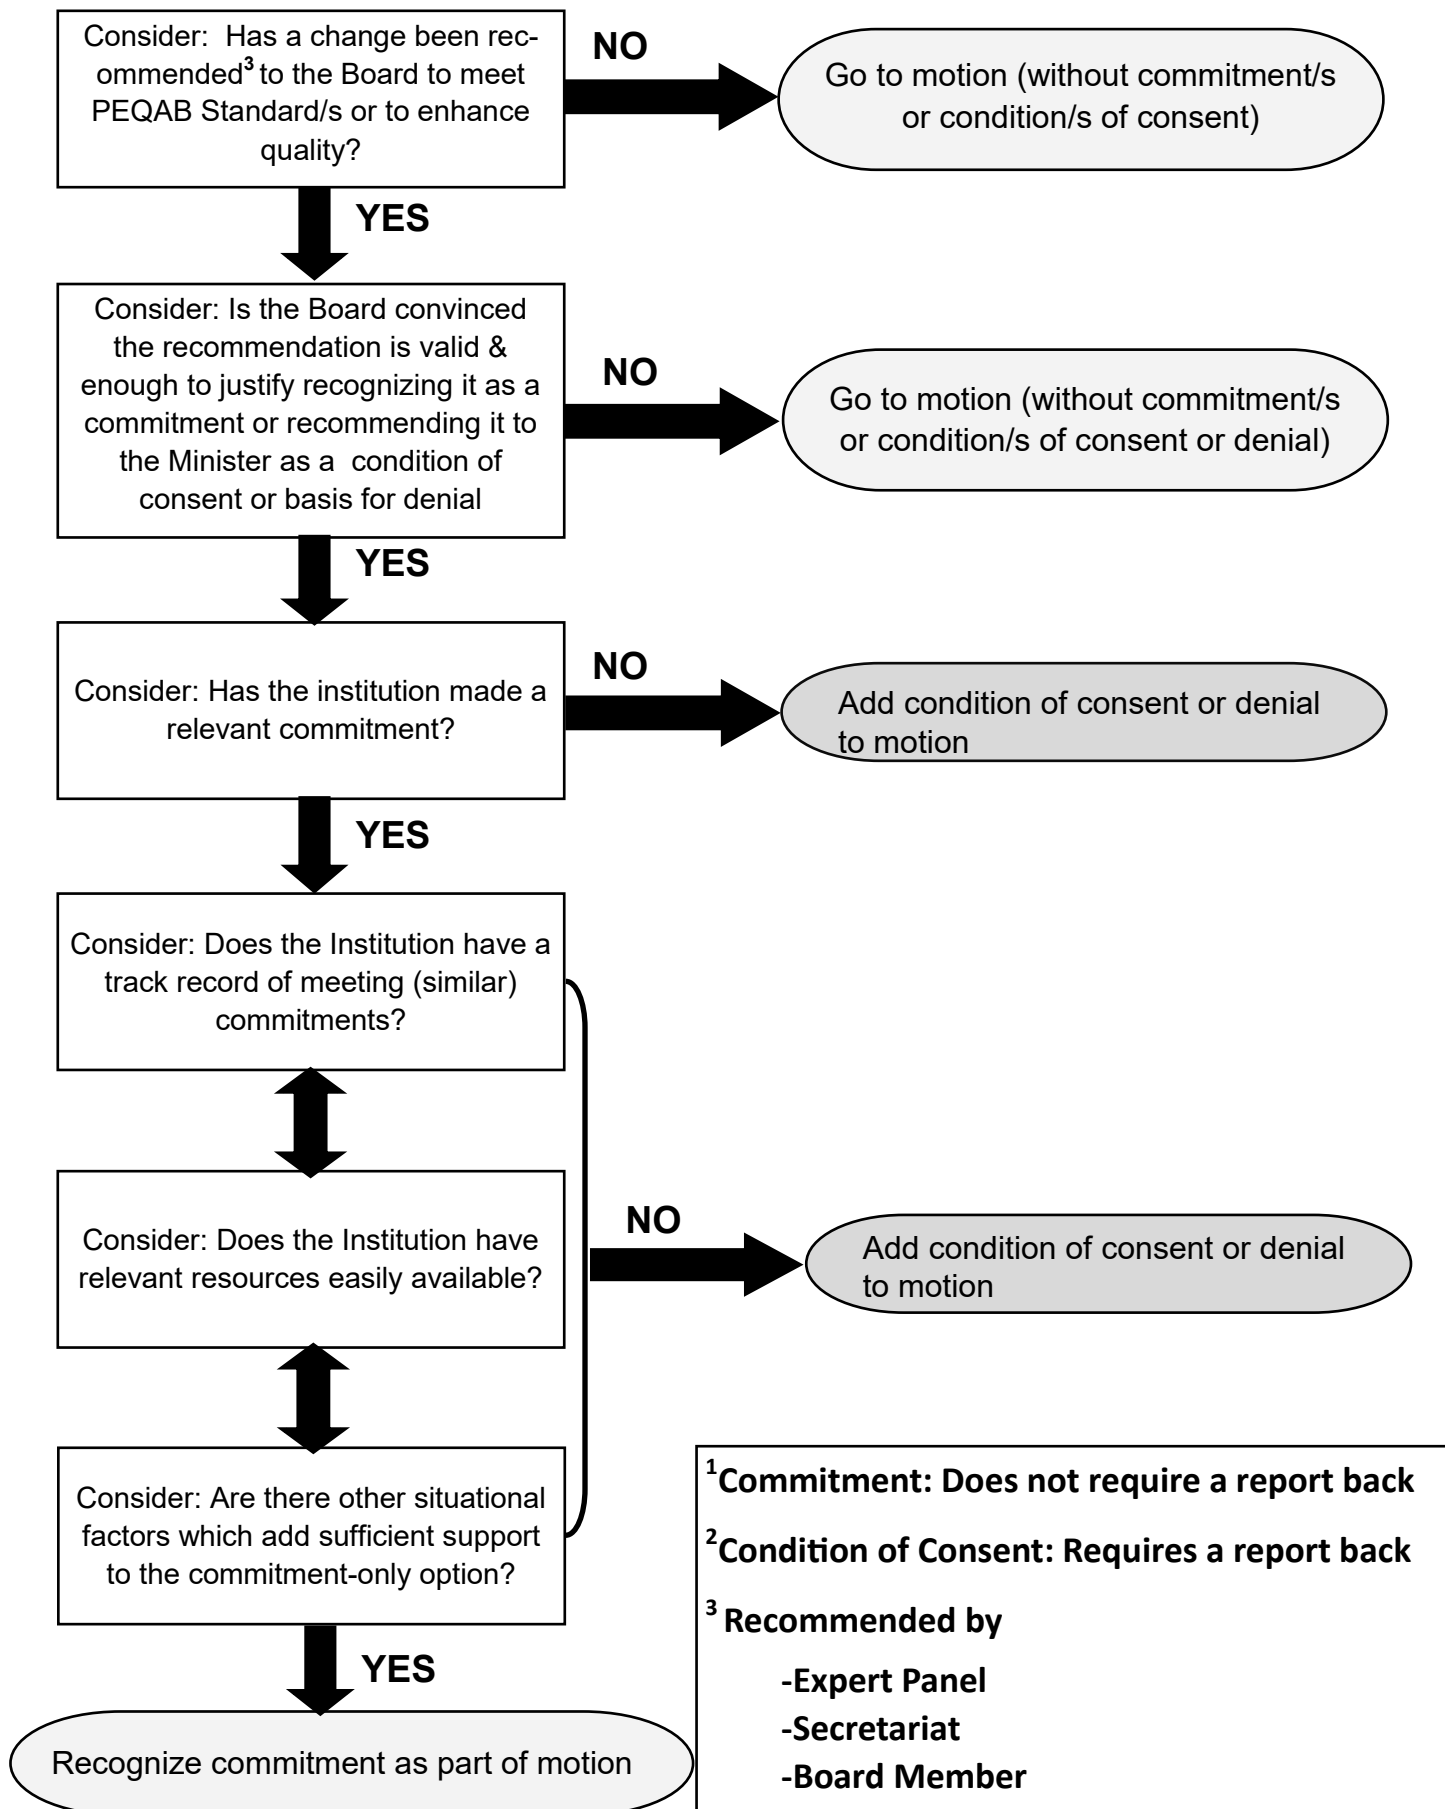 Consider:  Has a change been rec-
ommended³ to the Board to meet
PEQAB Standard/s or to enhance
quality?
NO
Go to motion (without commitment/s
or condition/s of consent)
YES
Consider: Is the Board convinced
the recommendation is valid &
enough to justify recognizing it as a
commitment or recommending it to
the Minister as a  condition of
consent or basis for denial
NO
Go to motion (without commitment/s
or condition/s of consent or denial)
YES
Consider: Has the institution made a
relevant commitment?
NO
Add condition of consent or denial
to motion
YES
Consider: Does the Institution have a
track record of meeting (similar)
commitments?
Consider: Does the Institution have
relevant resources easily available?
NO
Add condition of consent or denial
to motion
Consider: Are there other situational
factors which add sufficient support
to the commitment-only option?
YES
Recognize commitment as part of motion
¹Commitment: Does not require a report back
²Condition of Consent: Requires a report back
³ Recommended by
-Expert Panel
-Secretariat
-Board Member